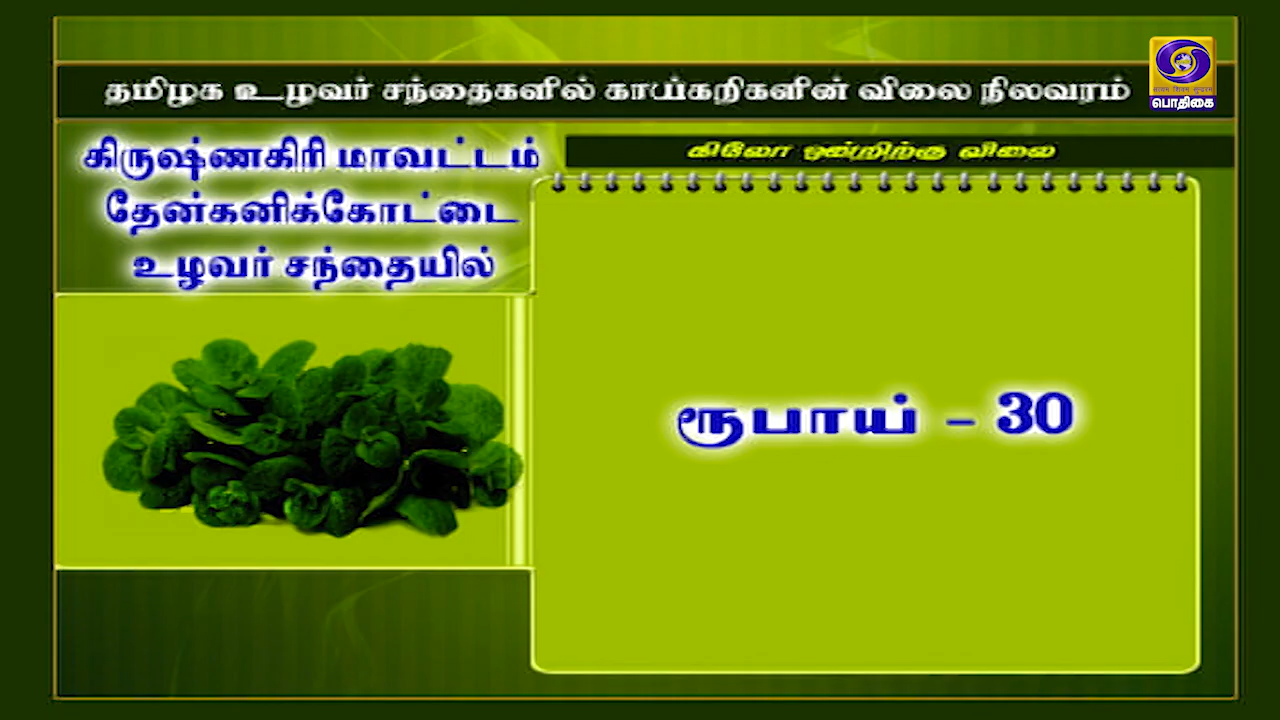 தமிழக உழவர் சந்தைகளில் காய்கறிகளின் விலை நிலவரம்
பொதிகை
கிருஷ்ணகிரி மாவட்டம்
தேன்கனிக்கோட்டை
உழவர் சந்தையில்
கிலோ ஒன்றிற்கு விலை
ரூபாய் - 30